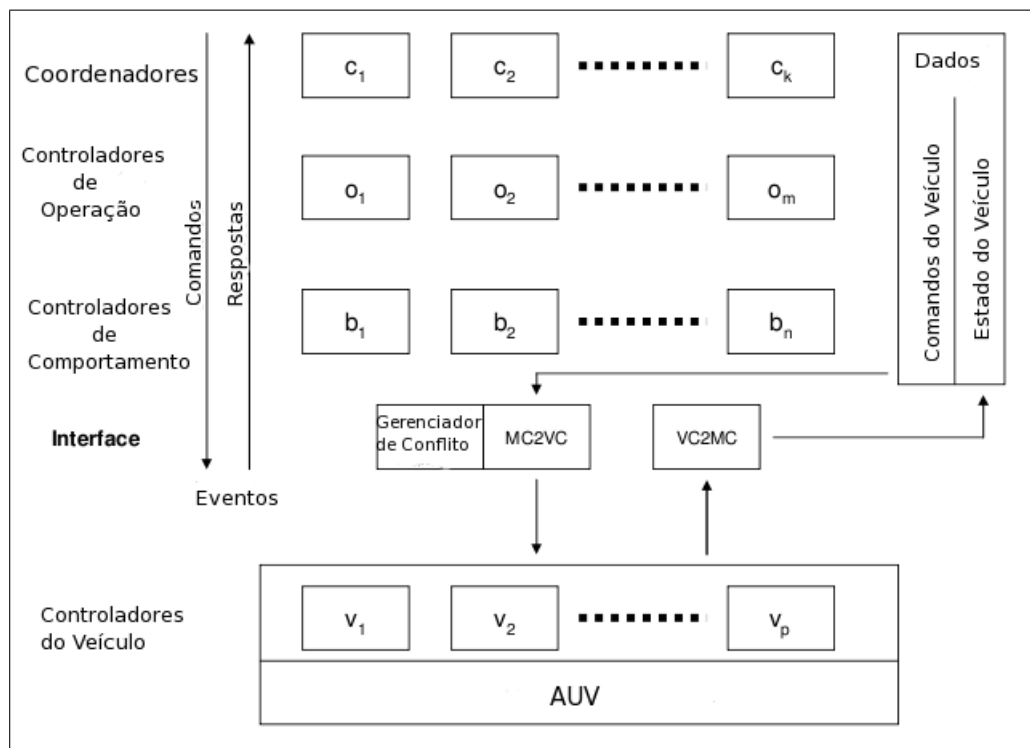 Coordenadores
c1
c2
ck
Dados
Controladores
de
Operação
o1
o2
om
Comandos
Respostas
Comandos do Veículo
Estado do Veículo
Controladores
de
Comportamento
b1
b2
bn
Interface
Gerenciador
de Conflito
MC2VC
VC2MC
Eventos
Controladores
do Veículo
v1
v2
vp
AUV